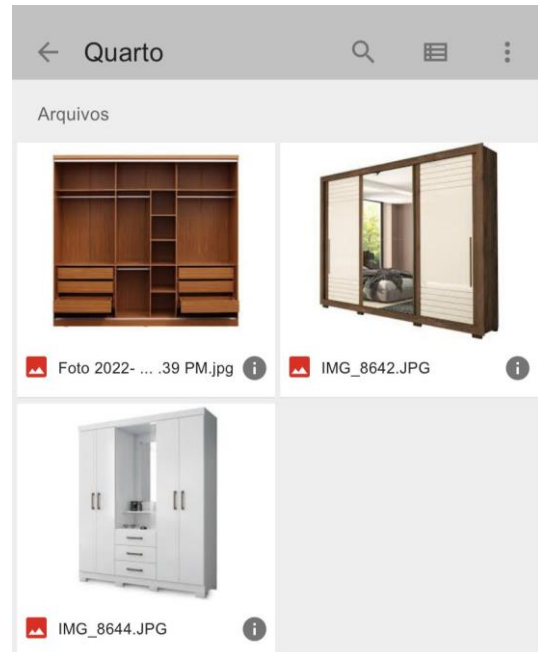 Quarto
Arquivos
Foto 2022- ... .39 PM.jpg
IMG_8642.JPG
IMG_8644.JPG